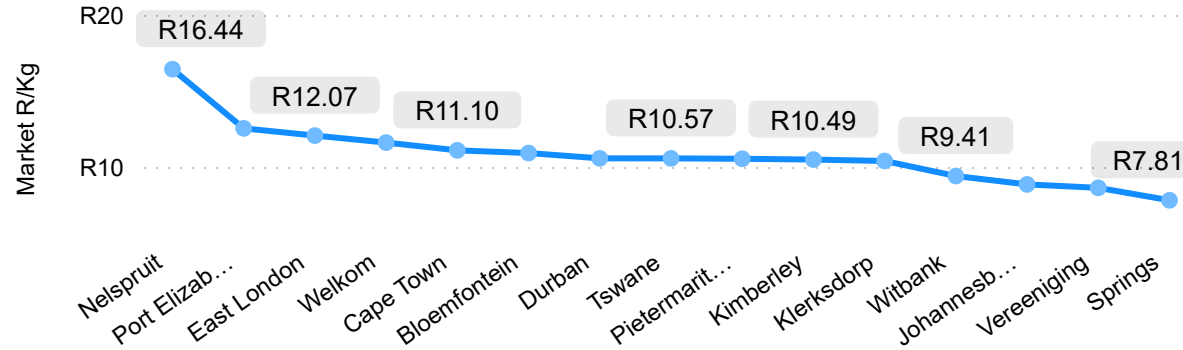 Market R/Kg
R20
R10
R16.44
R12.07
R11.10
R10.57
R10.49
R9.41
R7.81
Nelspruit
Port Elizab…
East London
Welkom
Cape Town
Bloemfontein
Durban
Tswane
Pietermarit…
Kimberley
Klerksdorp
Witbank
Johannesb…
Vereeniging
Springs